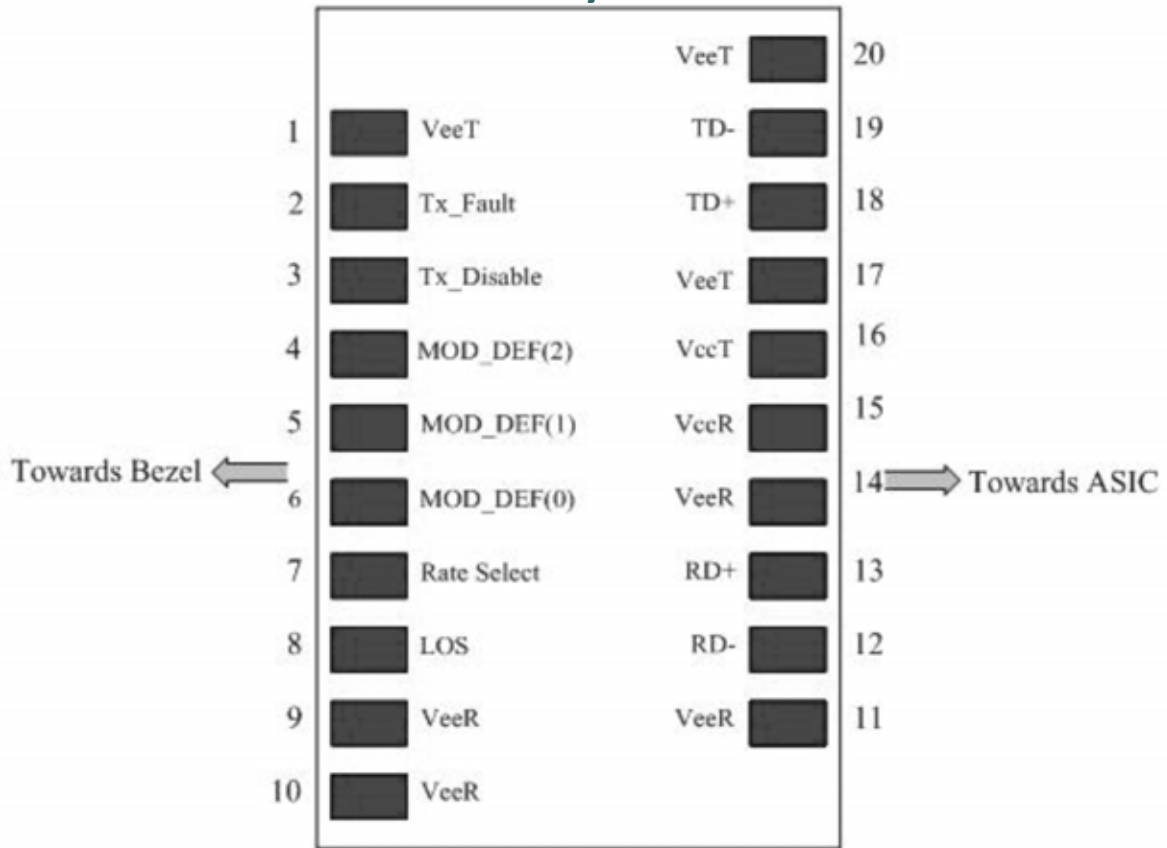 VeeT 20
1 VeeT TD- 19
2 Tx_Fault TD+ 18
3 Tx_Disable VeeT 17
4 MOD_DEF(2) VccT 16
5 MOD_DEF(1) VccR 15
Towards Bezel 6 MOD_DEF(0) VeeR 14 Towards ASIC
7 Rate Select RD+ 13
8 LOS RD- 12
9 VeeR VeeR 11
10 VeeR